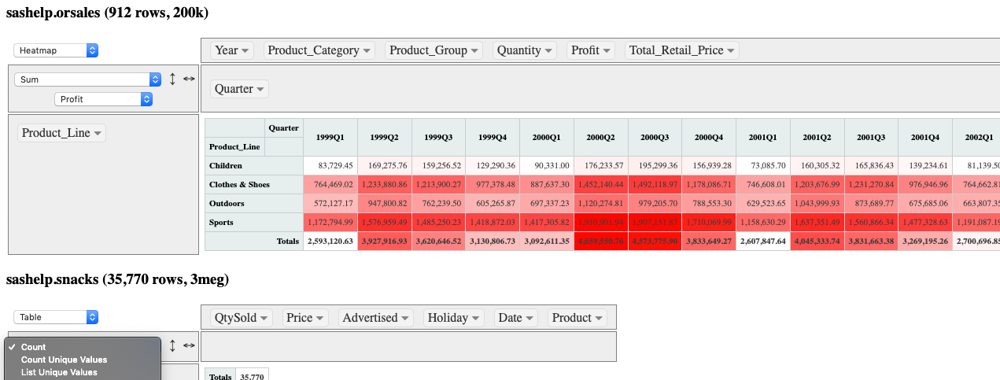 sashelp.orsales (912 rows, 200k)
Heatmap
Year Product_Category Product_Group Quantity Profit Total_Retail_Price
Sum
Profit
Quarter
Product_Line
Quarter 1999Q1 1999Q2 1999Q3 1999Q4 2000Q1 2000Q2 2000Q3 2000Q4 2001Q1 2001Q2 2001Q3 2001Q4 2002Q1
Product_Line
Children 83,729.45 169,275.76 159,256.52 129,290.36 90,331.00 176,233.57 195,299.36 156,939.28 73,085.70 160,305.32 165,836.43 139,234.61 81,139.50
Clothes & Shoes 764,469.02 1,233,880.86 1,213,900.27 977,378.48 887,637.30 1,452,140.44 1,492,118.97 1,178,086.71 746,608.01 1,203,676.99 1,231,270.84 976,946.96 764,662.8
Outdoors 572,127.17 947,800.82 762,239.50 605,265.87 697,337.23 1,120,274.81 979,205.70 788,553.30 629,523.65 1,043,999.93 873,689.77 675,685.06 663,807.3
Sports 1,172,794.99 1,576,959.49 1,485,250.23 1,418,872.03 1,417,305.82 1,910,901.94 1,907,151.87 1,710,069.99 1,158,630.29 1,637,351.49 1,560,866.34 1,477,328.63 1,191,087.1
Totals 2,593,120.63 3,927,916.93 3,620,646.52 3,130,806.73 3,092,611.35 4,659,550.76 4,573,775.90 3,833,649.27 2,607,847.64 4,045,333.74 3,831,663.38 3,269,195.26 2,700,696.8
sashelp.snacks (35,770 rows, 3meg)
Table
QtySold Price Advertised Holiday Date Product
✓ Count
Count Unique Values
List Unique Values
Totals 35,770